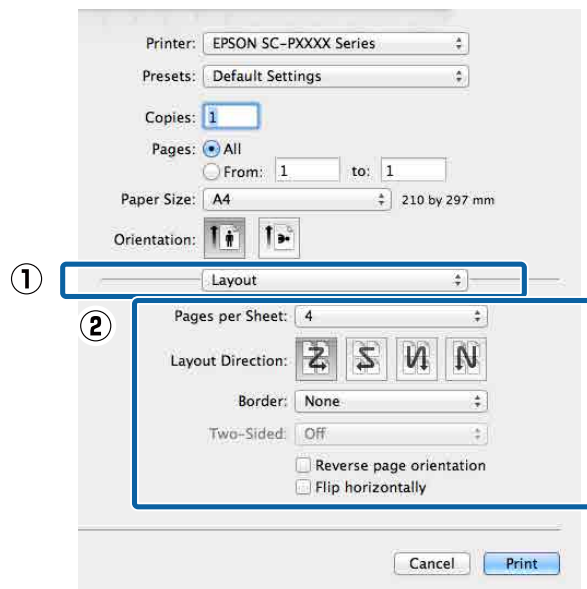 Printer: EPSON SC-PXXXX Series
Presets: Default Settings
Copies: 1
Pages: All
From: 1 to: 1
Paper Size: A4 210 by 297 mm
Orientation:
① Layout
②
Pages per Sheet: 4
Layout Direction:
Border: None
Two-Sided: Off
Reverse page orientation
Flip horizontally
Cancel Print